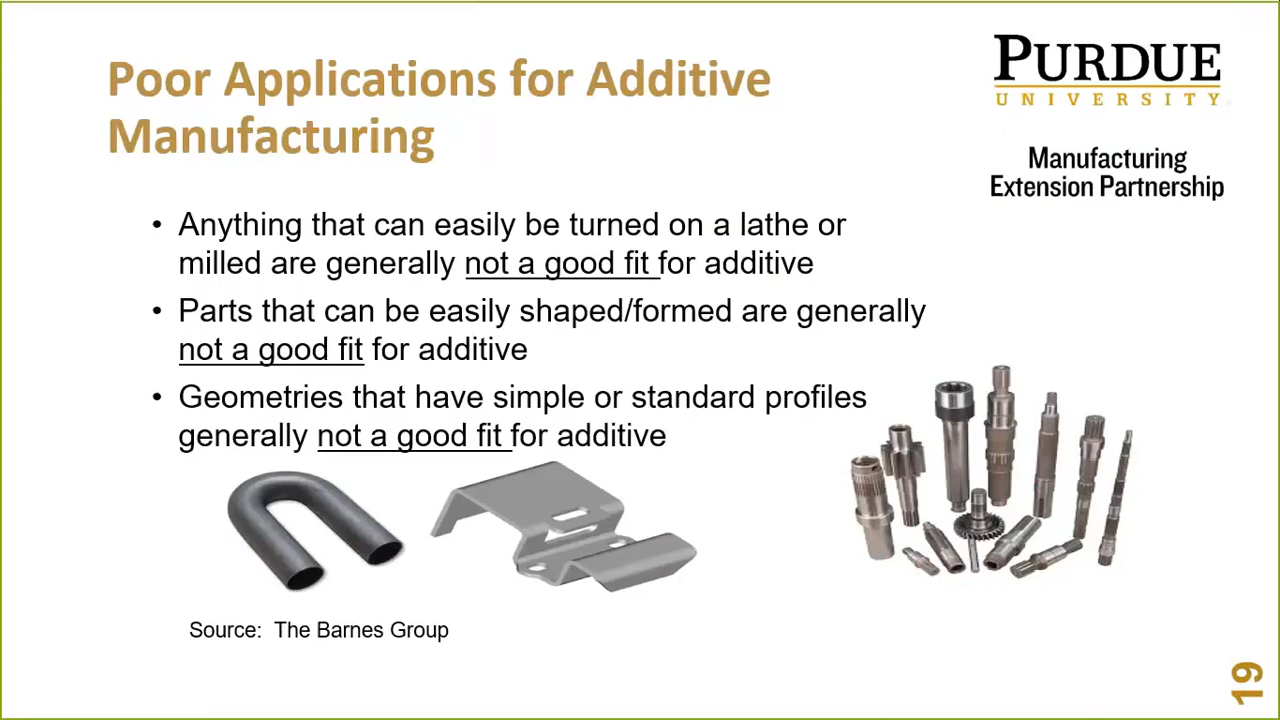 Poor Applications for Additive
Manufacturing
PURDUE
UNIVERSITY
Manufacturing
Extension Partnership
• Anything that can easily be turned on a lathe or
milled are generally not a good fit for additive
• Parts that can be easily shaped/formed are generally
not a good fit for additive
• Geometries that have simple or standard profiles
generally not a good fit for additive
Source: The Barnes Group
19